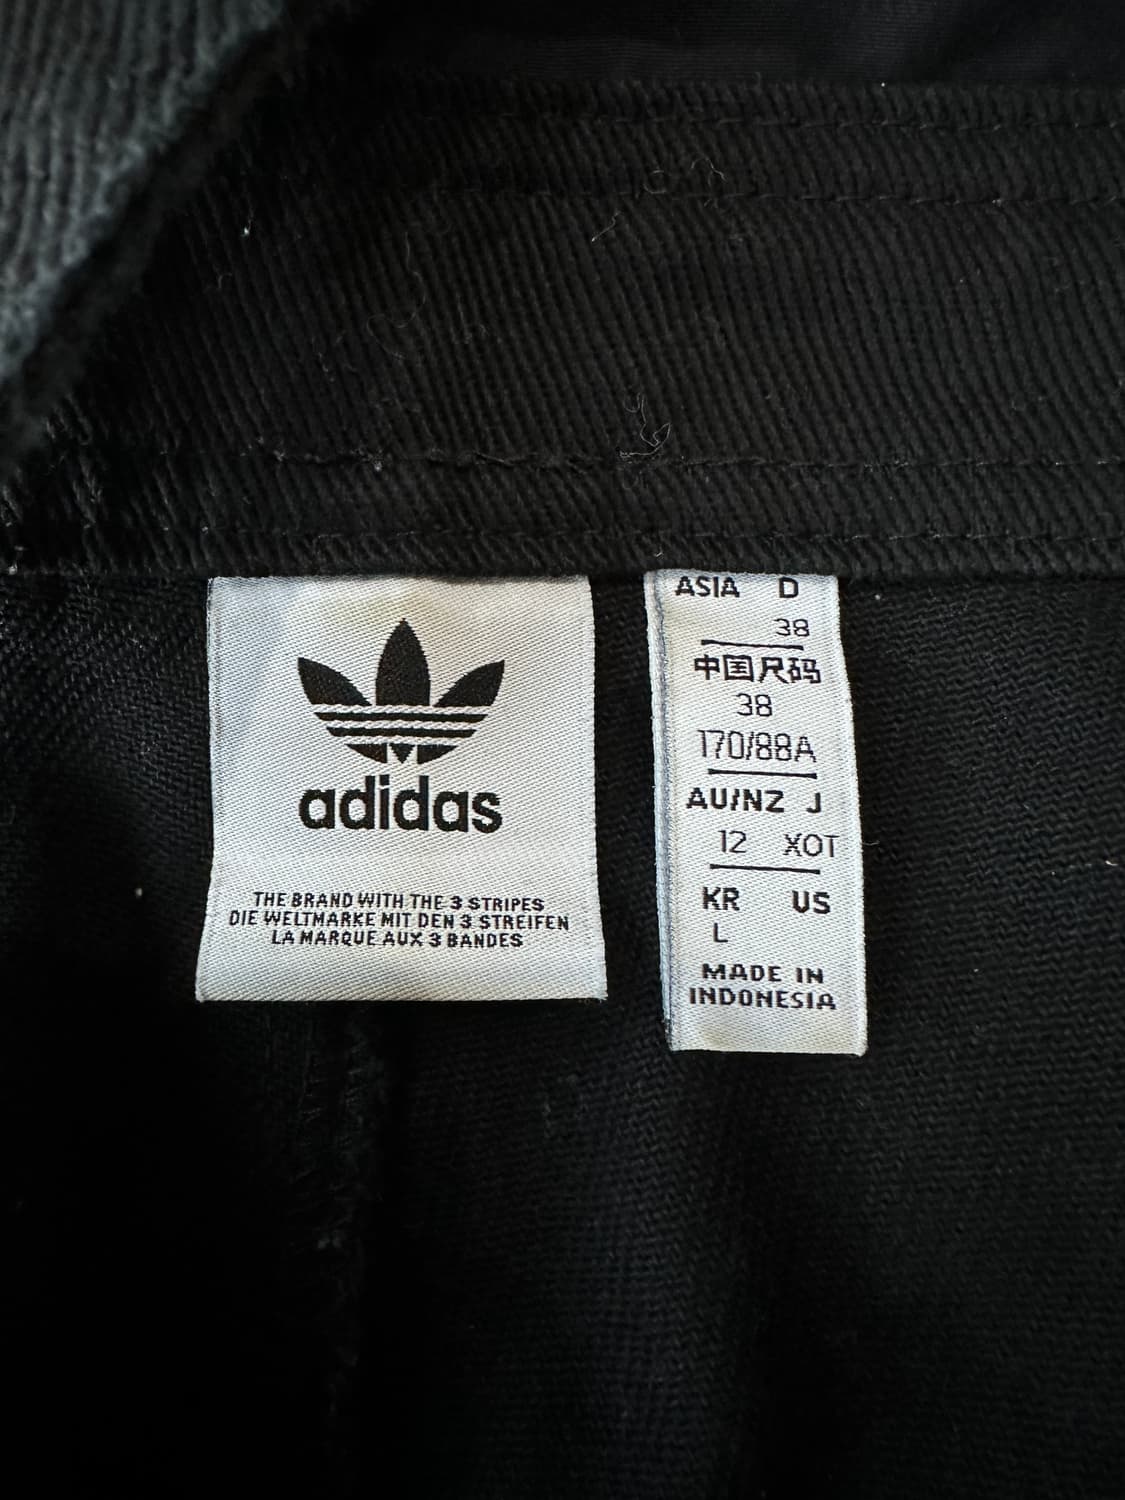 adidas
THE BRAND WITH THE 3 STRIPES
DIE WELTMARKE MIT DEN 3 STREIFEN
LA MARQUE AUX 3 BANDES
ASIA D
38
中国尺码
38
170/88A
AU/NZ J
12 XOT
KR US
L
MADE IN
INDONESIA